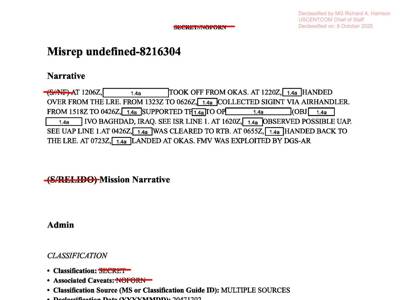 Declassified by MG Richard A. Harrison
USCENTCOM Chief of Staff
Declassified on: 8 October 2025
SECRET//NOFORN
Misrep undefined-8216304
Narrative
(S//NF) AT 1206Z, 1.4a TOOK OFF FROM OKAS. AT 1220Z, 1.4a HANDED
OVER FROM THE LRE. FROM 1323Z TO 0626Z, 1.4a COLLECTED SIGINT VIA AIRHANDLER.
FROM 1518Z TO 0426Z, 1.4a SUPPORTED TF 1.4a TO OP 1.4a (OBJ 1.4a
1.4a IVO BAGHDAD, IRAQ. SEE ISR LINE 1. AT 1620Z, 1.4a OBSERVED POSSIBLE UAP.
SEE UAP LINE 1. AT 0426Z, 1.4a WAS CLEARED TO RTB. AT 0655Z, 1.4a HANDED BACK TO
THE LRE. AT 0723Z, 1.4a LANDED AT OKAS. FMV WAS EXPLOITED BY DGS-AR
(S//RELIDO) Mission Narrative
Admin
CLASSIFICATION
• Classification: SECRET
• Associated Caveats: NOFORN
• Classification Source (MS or Classification Guide ID): MULTIPLE SOURCES